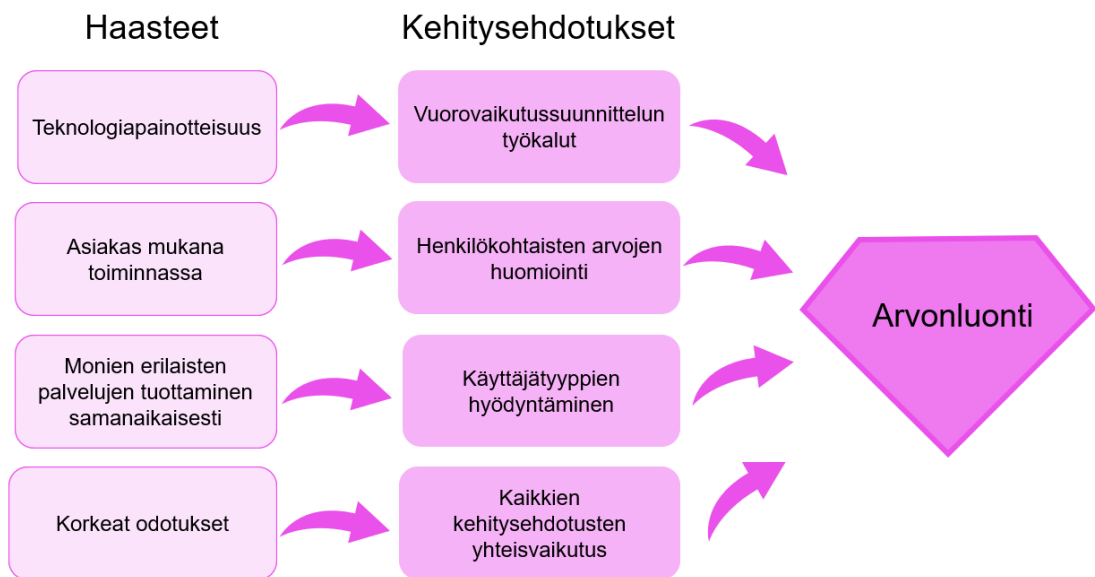 Haasteet
Kehitysehdotukset
Teknologiapainotteisuus
Vuorovaikutussuunnittelun
työkalut
Asiakas mukana
toiminnassa
Henkilökohtaisten arvojen
huomiointi
Arvonluonti
Monien erilaisten
palvelujen tuottaminen
samanaikaisesti
Käyttäjätyyppien
hyödyntäminen
Korkeat odotukset
Kaikkien
kehitysehdotusten
yhteisvaikutus